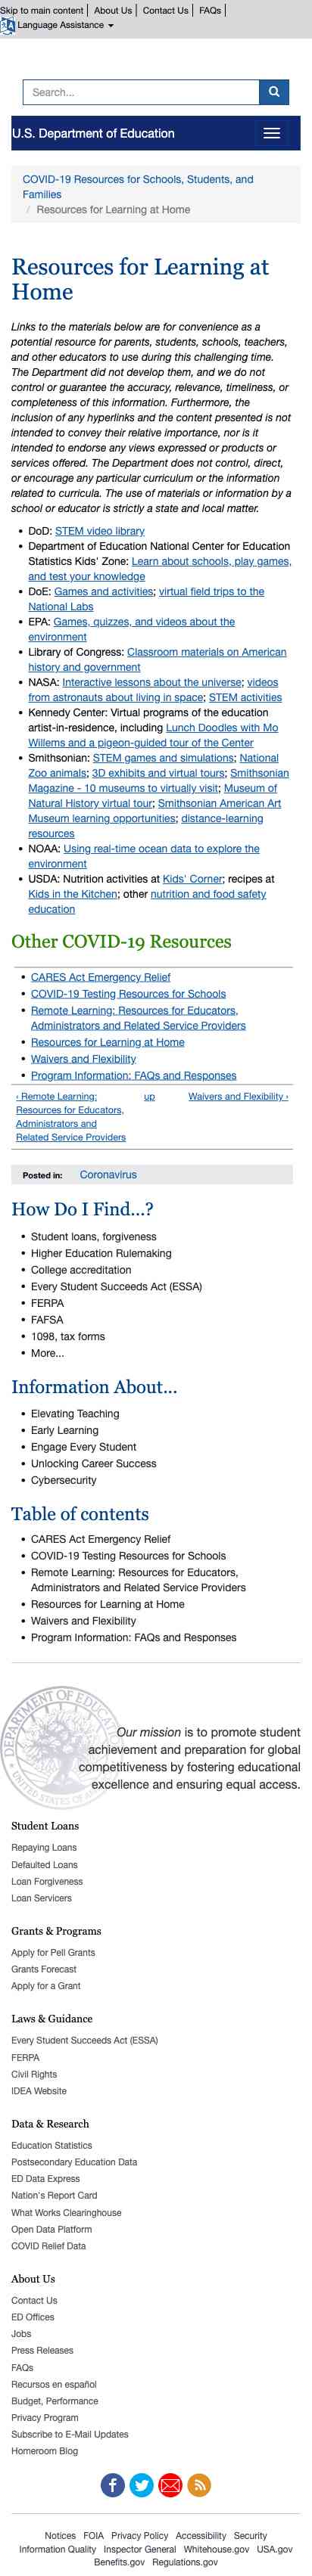 Skip to main content
About Us
Contact Us
FAQs
Language Assistance
Search...
U.S. Department of Education
COVID-19 Resources for Schools, Students, and
Families
/ Resources for Learning at Home
Resources for Learning at
Home
Links to the materials below are for convenience as a
potential resource for parents, students, schools, teachers,
and other educators to use during this challenging time.
The Department did not develop them, and we do not
control or guarantee the accuracy, relevance, timeliness, or
completeness of this information. Furthermore, the
inclusion of any hyperlinks and the content presented is not
intended to convey their relative importance, nor is it
intended to endorse any views expressed or products or
services offered. The Department does not control, direct,
or encourage any particular curriculum or the information
related to curricula. The use of materials or information by a
school or educator is strictly a state and local matter.
• DoD: STEM video library
• Department of Education National Center for Education
Statistics Kids' Zone: Learn about schools, play games,
and test your knowledge
• DoE: Games and activities; virtual field trips to the
National Labs
• EPA: Games, quizzes, and videos about the
environment
• Library of Congress: Classroom materials on American
history and government
• NASA: Interactive lessons about the universe; videos
from astronauts about living in space; STEM activities
• Kennedy Center: Virtual programs of the education
artist-in-residence, including Lunch Doodles with Mo
Willems and a pigeon-guided tour of the Center
• Smithsonian: STEM games and simulations; National
Zoo animals; 3D exhibits and virtual tours; Smithsonian
Magazine - 10 museums to virtually visit; Museum of
Natural History virtual tour; Smithsonian American Art
Museum learning opportunities; distance-learning
resources
• NOAA: Using real-time ocean data to explore the
environment
• USDA: Nutrition activities at Kids' Corner; recipes at
Kids in the Kitchen; other nutrition and food safety
education
Other COVID-19 Resources
• CARES Act Emergency Relief
• COVID-19 Testing Resources for Schools
• Remote Learning: Resources for Educators,
Administrators and Related Service Providers
• Resources for Learning at Home
• Waivers and Flexibility
• Program Information: FAQs and Responses
‹ Remote Learning:
Resources for Educators,
Administrators and
Related Service Providers
up
Waivers and Flexibility ›
Posted in: Coronavirus
How Do I Find...?
• Student loans, forgiveness
• Higher Education Rulemaking
• College accreditation
• Every Student Succeeds Act (ESSA)
• FERPA
• FAFSA
• 1098, tax forms
• More...
Information About...
• Elevating Teaching
• Early Learning
• Engage Every Student
• Unlocking Career Success
• Cybersecurity
Table of contents
• CARES Act Emergency Relief
• COVID-19 Testing Resources for Schools
• Remote Learning: Resources for Educators,
Administrators and Related Service Providers
• Resources for Learning at Home
• Waivers and Flexibility
• Program Information: FAQs and Responses
Our mission is to promote student
achievement and preparation for global
competitiveness by fostering educational
excellence and ensuring equal access.
Student Loans
Repaying Loans
Defaulted Loans
Loan Forgiveness
Loan Servicers
Grants & Programs
Apply for Pell Grants
Grants Forecast
Apply for a Grant
Laws & Guidance
Every Student Succeeds Act (ESSA)
FERPA
Civil Rights
IDEA Website
Data & Research
Education Statistics
Postsecondary Education Data
ED Data Express
Nation's Report Card
What Works Clearinghouse
Open Data Platform
COVID Relief Data
About Us
Contact Us
ED Offices
Jobs
Press Releases
FAQs
Recursos en español
Budget, Performance
Privacy Program
Subscribe to E-Mail Updates
Homeroom Blog
Notices FOIA Privacy Policy Accessibility Security
Information Quality Inspector General Whitehouse.gov USA.gov
Benefits.gov Regulations.gov